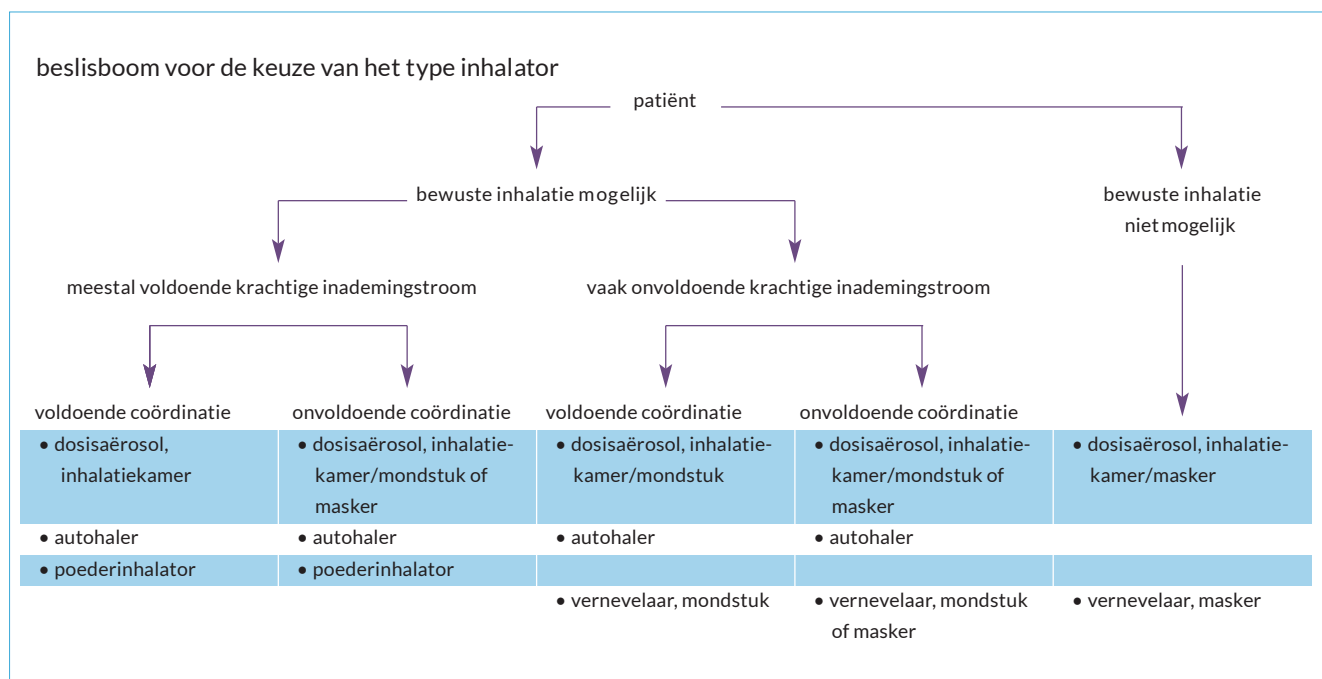 beslisboom voor de keuze van het type inhalator
patiënt
bewuste inhalatie mogelijk
bewuste inhalatie
niet mogelijk
meestal voldoende krachtige inademingstroom
vaak onvoldoende krachtige inademingstroom
voldoende coördinatie
• dosisaërosol,
inhalatiekamer
• autohaler
• poederinhalator
onvoldoende coördinatie
• dosisaërosol, inhalatie-
kamer/mondstuk of
masker
• autohaler
• poederinhalator
voldoende coördinatie
• dosisaërosol, inhalatie-
kamer/mondstuk
• autohaler
• vernevelaar, mondstuk
onvoldoende coördinatie
• dosisaërosol, inhalatie-
kamer/mondstuk of
masker
• autohaler
• vernevelaar, mondstuk
of masker
• dosisaërosol, inhalatie-
kamer/masker
• vernevelaar, masker